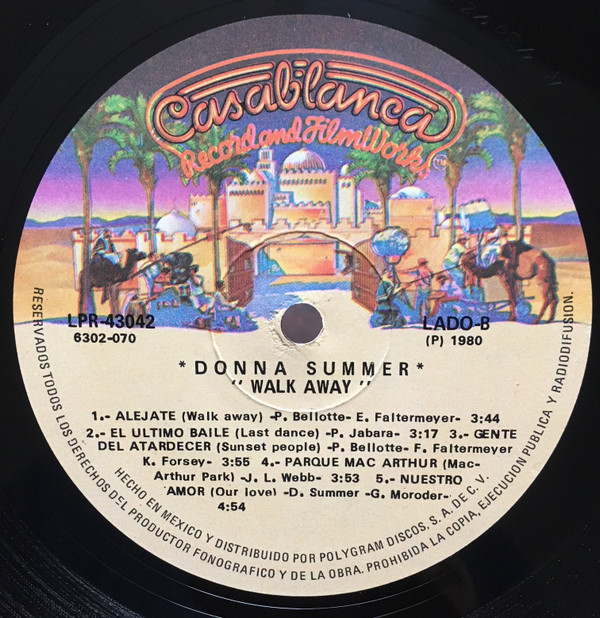 Casablanca
Record and FilmWorks
LPR-43042
6302-070
LADO-B
(P) 1980
*DONNA SUMMER*
"WALK AWAY"
1.- ALEJATE (Walk away) -P. Bellotte- E. Faltermeyer- 3:44
2.- EL ULTIMO BAILE (Last dance) -P. Jabara- 3:17 3.- GENTE
DEL ATARDECER (Sunset people) -P. Bellotte- F. Faltermeyer
K. Forsey- 3:55 4.- PARQUE MAC ARTHUR (Mac-
Arthur Park) -J. L. Webb- 3:53 5.- NUESTRO
AMOR (Our love) -D. Summer -G. Moroder-
4:54
RESERVADOS TODOS LOS DERECHOS DEL PRODUCTOR FONOGRAFICO Y DE LA OBRA. PROHIBIDA LA COPIA, EJECUCION PUBLICA Y RADIODIFUSION.
HECHO EN MEXICO Y DISTRIBUIDO POR POLYGRAM DISCOS, S. A. DE C. V.